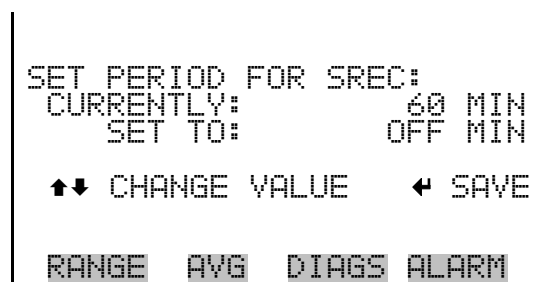 SET PERIOD FOR SREC:
CURRENTLY: 60 MIN
SET TO: OFF MIN
⬆⬇ CHANGE VALUE ↵ SAVE
RANGE AVG DIAGS ALARM